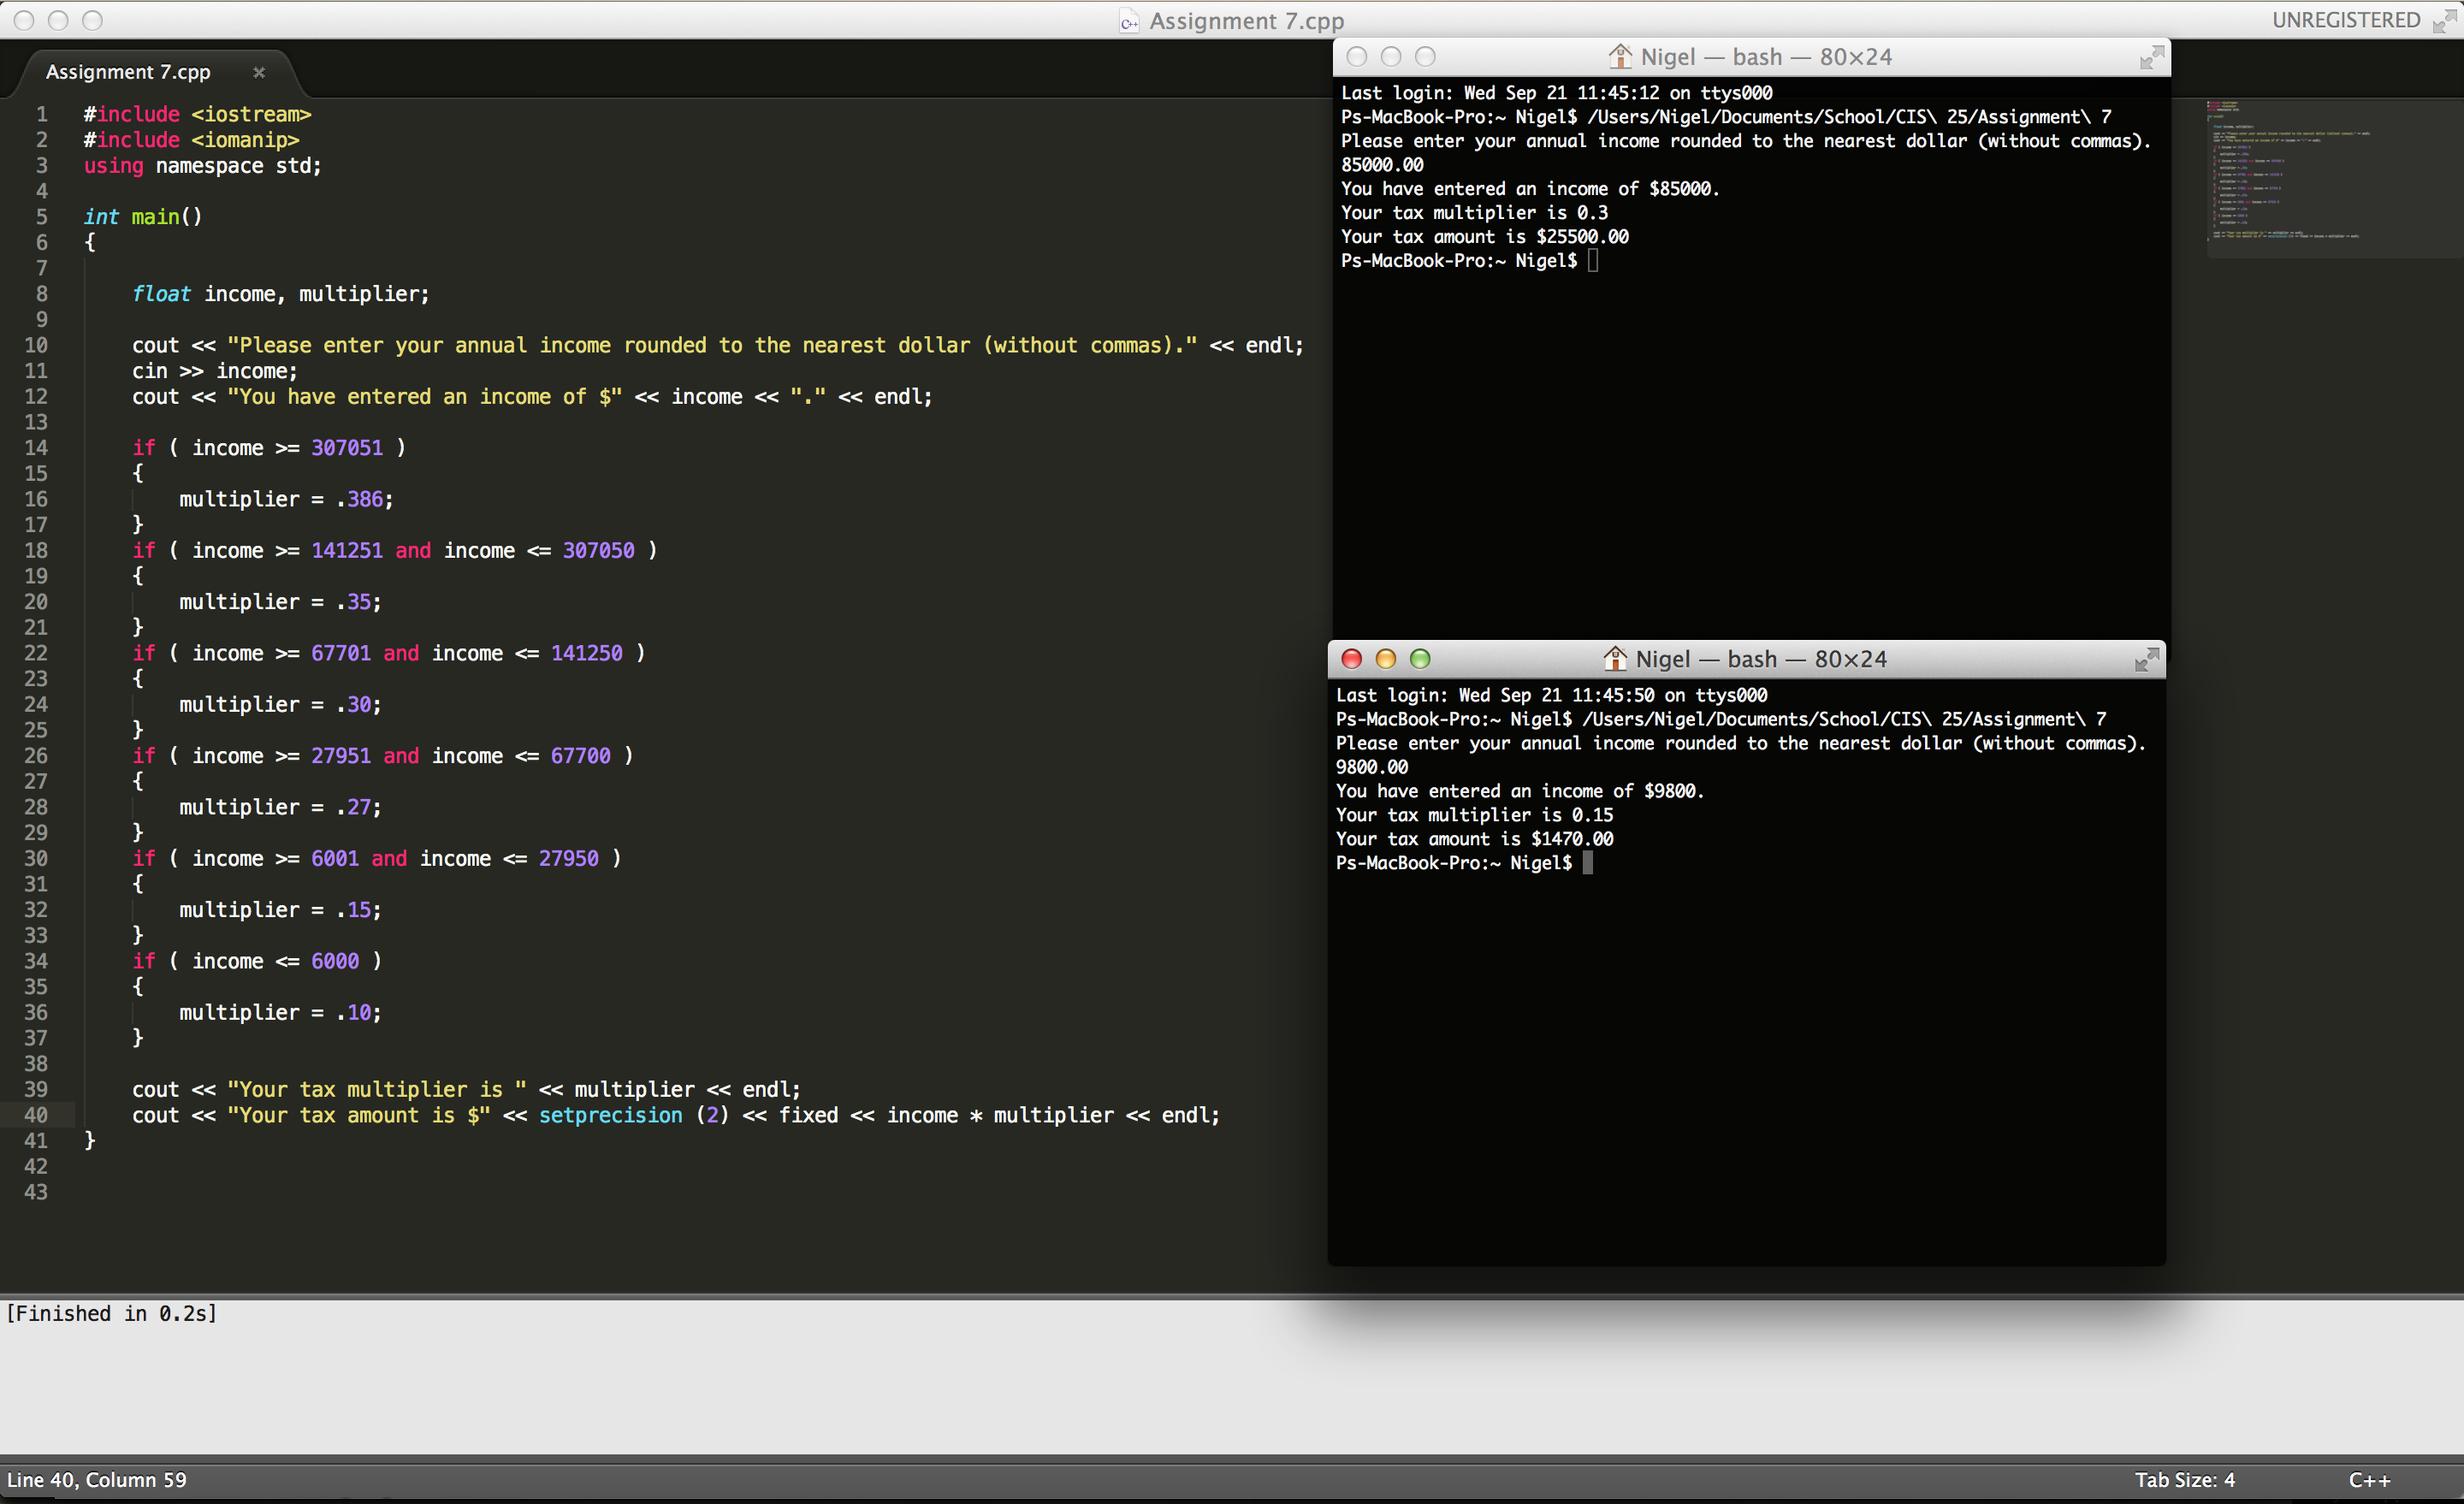 Assignment 7.cpp
UNREGISTERED
Assignment 7.cpp ×
1 #include <iostream>
2 #include <iomanip>
3 using namespace std;
4
5 int main()
6 {
7
8 float income, multiplier;
9
10 cout << "Please enter your annual income rounded to the nearest dollar (without commas)." << endl;
11 cin >> income;
12 cout << "You have entered an income of $" << income << "." << endl;
13
14 if ( income >= 307051 )
15 {
16 multiplier = .386;
17 }
18 if ( income >= 141251 and income <= 307050 )
19 {
20 multiplier = .35;
21 }
22 if ( income >= 67701 and income <= 141250 )
23 {
24 multiplier = .30;
25 }
26 if ( income >= 27951 and income <= 67700 )
27 {
28 multiplier = .27;
29 }
30 if ( income >= 6001 and income <= 27950 )
31 {
32 multiplier = .15;
33 }
34 if ( income <= 6000 )
35 {
36 multiplier = .10;
37 }
38
39 cout << "Your tax multiplier is " << multiplier << endl;
40 cout << "Your tax amount is $" << setprecision (2) << fixed << income * multiplier << endl;
41 }
42
43
Nigel — bash — 80×24
Last login: Wed Sep 21 11:45:12 on ttys000
Ps-MacBook-Pro:~ Nigel$ /Users/Nigel/Documents/School/CIS\ 25/Assignment\ 7
Please enter your annual income rounded to the nearest dollar (without commas).
85000.00
You have entered an income of $85000.
Your tax multiplier is 0.3
Your tax amount is $25500.00
Ps-MacBook-Pro:~ Nigel$
Nigel — bash — 80×24
Last login: Wed Sep 21 11:45:50 on ttys000
Ps-MacBook-Pro:~ Nigel$ /Users/Nigel/Documents/School/CIS\ 25/Assignment\ 7
Please enter your annual income rounded to the nearest dollar (without commas).
9800.00
You have entered an income of $9800.
Your tax multiplier is 0.15
Your tax amount is $1470.00
Ps-MacBook-Pro:~ Nigel$
[Finished in 0.2s]
Line 40, Column 59
Tab Size: 4
C++